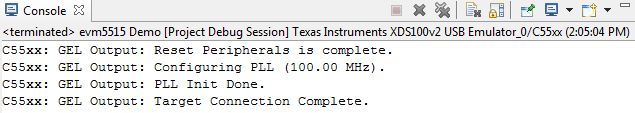 Console
<terminated> evm5515 Demo [Project Debug Session] Texas Instruments XDS100v2 USB Emulator_0/C55xx (2:05:04 PM)
C55xx: GEL Output: Reset Peripherals is complete.
C55xx: GEL Output: Configuring PLL (100.00 MHz).
C55xx: GEL Output: PLL Init Done.
C55xx: GEL Output: Target Connection Complete.